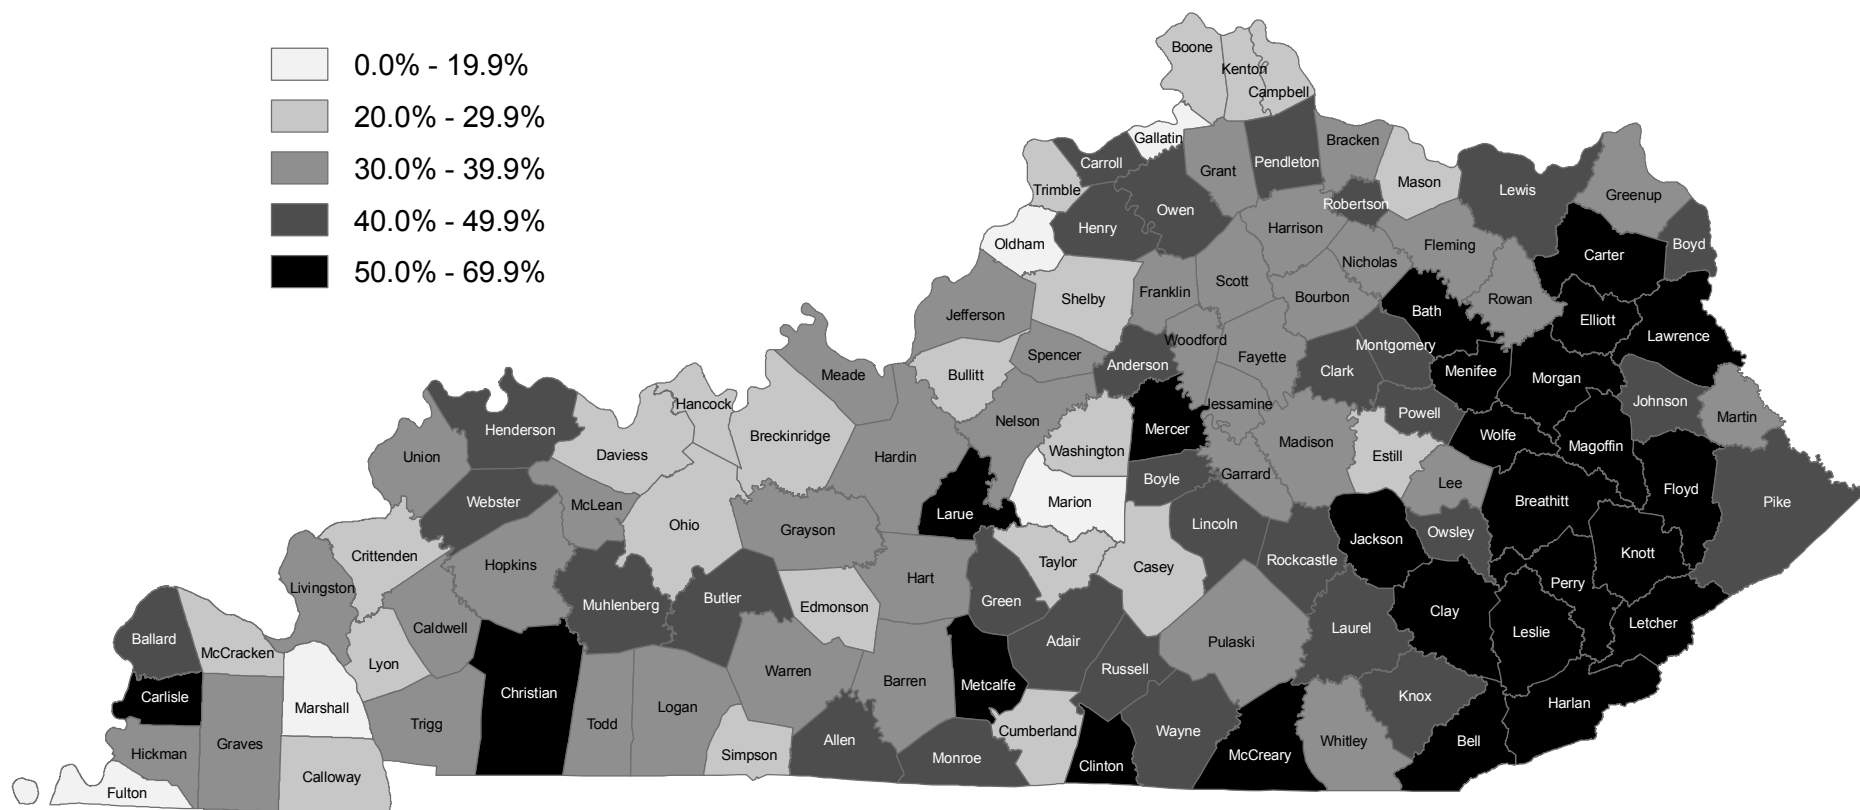 0.0% - 19.9%
20.0% - 29.9%
30.0% - 39.9%
40.0% - 49.9%
50.0% - 69.9%
Boone
Kenton
Campbell
Gallatin
Carroll
Grant
Pendleton
Bracken
Trimble
Mason
Lewis
Greenup
Robertson
Owen
Henry
Harrison
Oldham
Fleming
Boyd
Carter
Nicholas
Shelby
Franklin
Scott
Bourbon
Rowan
Bath
Elliott
Jefferson
Lawrence
Woodford
Montgomery
Spencer
Anderson
Fayette
Clark
Menifee
Morgan
Meade
Bullitt
Hancock
Jessamine
Powell
Johnson
Martin
Nelson
Mercer
Henderson
Breckinridge
Wolfe
Magoffin
Madison
Union
Daviess
Hardin
Washington
Estill
Garrard
Boyle
Lee
Floyd
Webster
McLean
Marion
Breathitt
Pike
Larue
Ohio
Grayson
Lincoln
Owsley
Jackson
Crittenden
Knott
Rockcastle
Hopkins
Taylor
Casey
Hart
Perry
Livingston
Butler
Green
Muhlenberg
Edmonson
Clay
Letcher
Caldwell
Laurel
Leslie
Ballard
Adair
Pulaski
McCracken
Lyon
Warren
Russell
Barren
Metcalfe
Carlisle
Christian
Knox
Harlan
Marshall
Logan
Trigg
Todd
Cumberland
Wayne
Allen
Whitley
Bell
Graves
Hickman
Simpson
Monroe
McCreary
Clinton
Calloway
Fulton